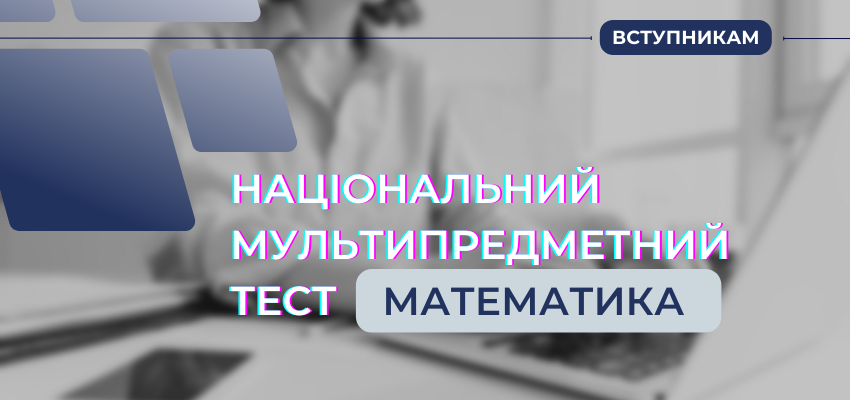 ВСТУПНИКАМ
НАЦІОНАЛЬНИЙ
МУЛЬТИПРЕДМЕТНИЙ
ТЕСТ МАТЕМАТИКА